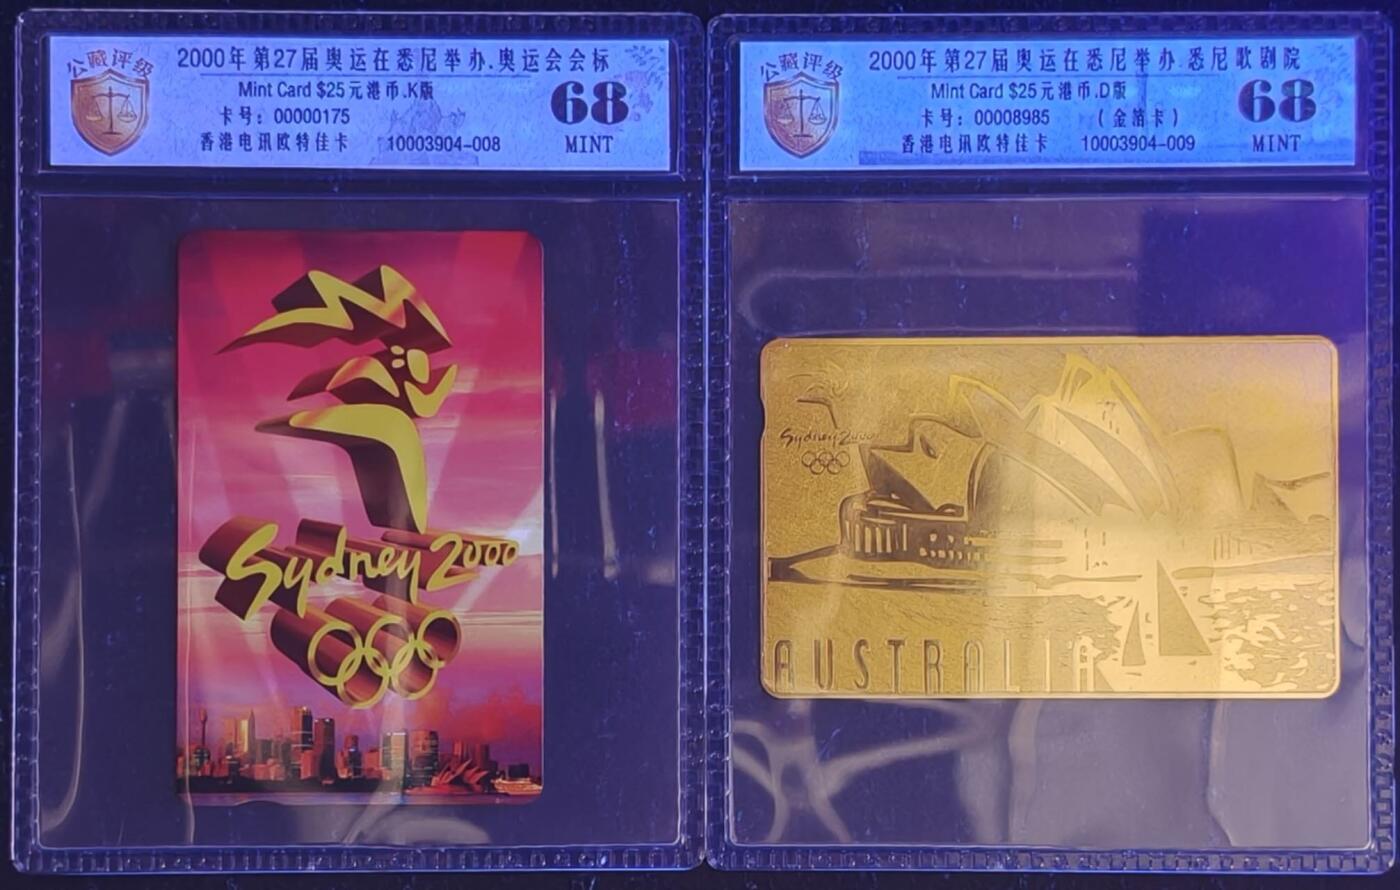 公藏评级
2000年第27届奥运在悉尼举办.奥运会会标
Mint Card $25元港币.K版
卡号：00000175
香港电讯欧特佳卡 10003904-008
68
MINT
Sydney 2000
公藏评级
2000年第27届奥运在悉尼举办.悉尼歌剧院
Mint Card $25元港币.D版
卡号：00008985 （金箔卡）
香港电讯欧特佳卡 10003904-009
68
MINT
Sydney 2000
AUSTRALIA